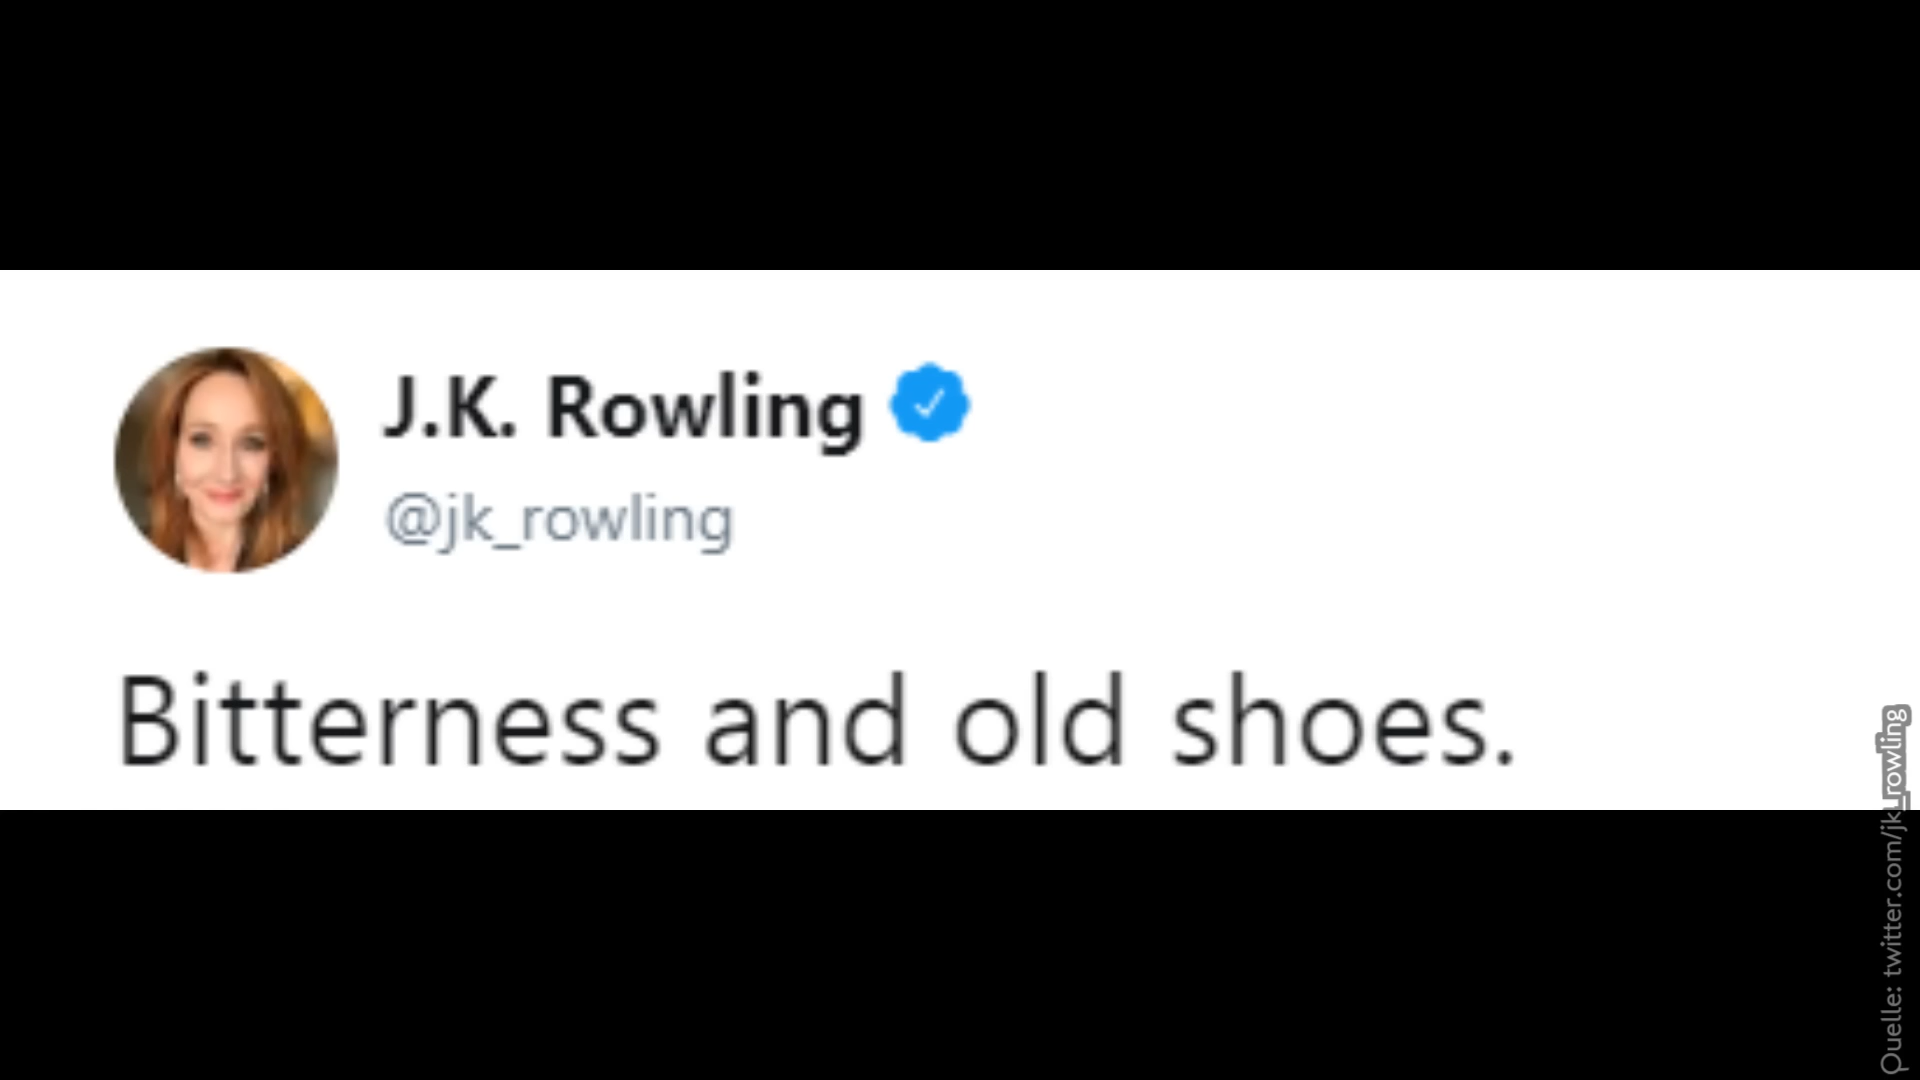 J.K. Rowling
@jk_rowling
Bitterness and old shoes.
Quelle: twitter.com/jk_rowling